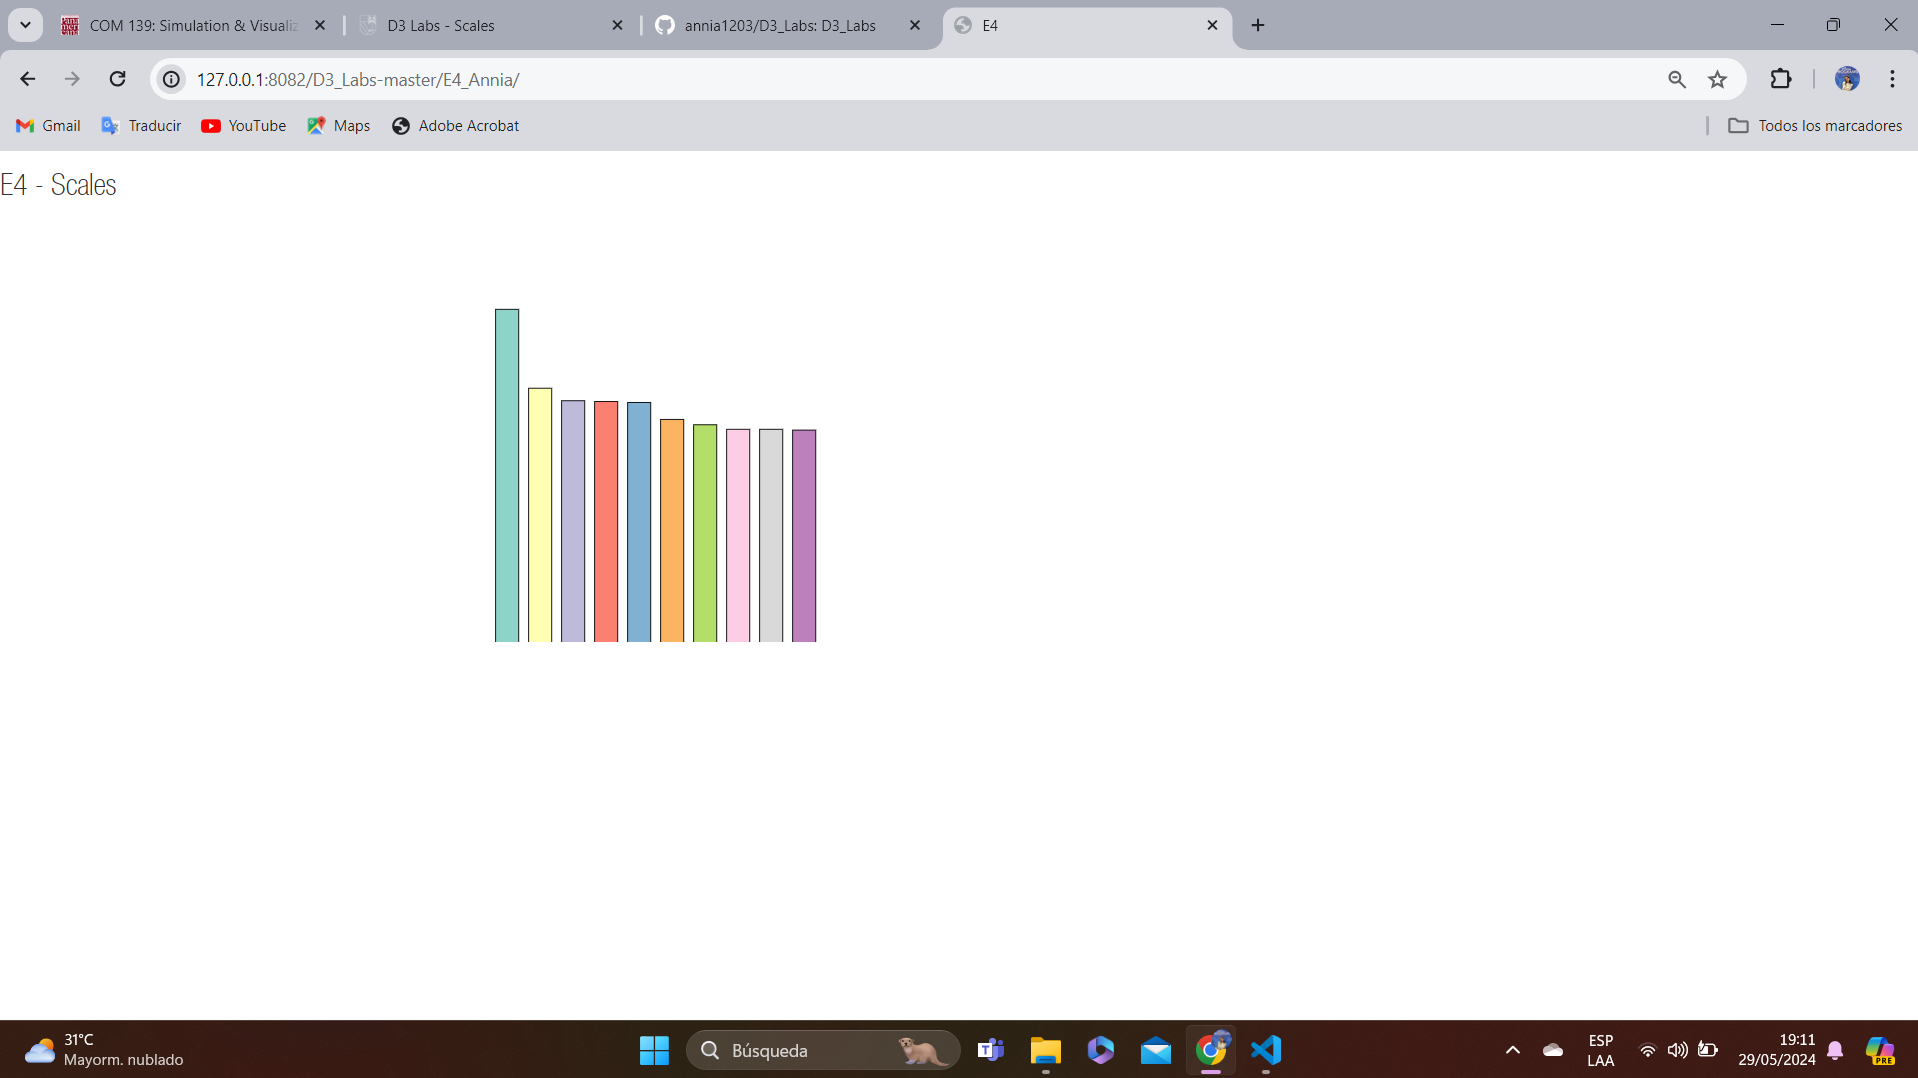 COM 139: Simulation & Visualiz
D3 Labs - Scales
annia1203/D3_Labs: D3_Labs
E4
127.0.0.1:8082/D3_Labs-master/E4_Annia/
Gmail
Traducir
YouTube
Maps
Adobe Acrobat
Todos los marcadores
E4 - Scales
31°C
Mayorm. nublado
Búsqueda
ESP
LAA
19:11
29/05/2024
PRE